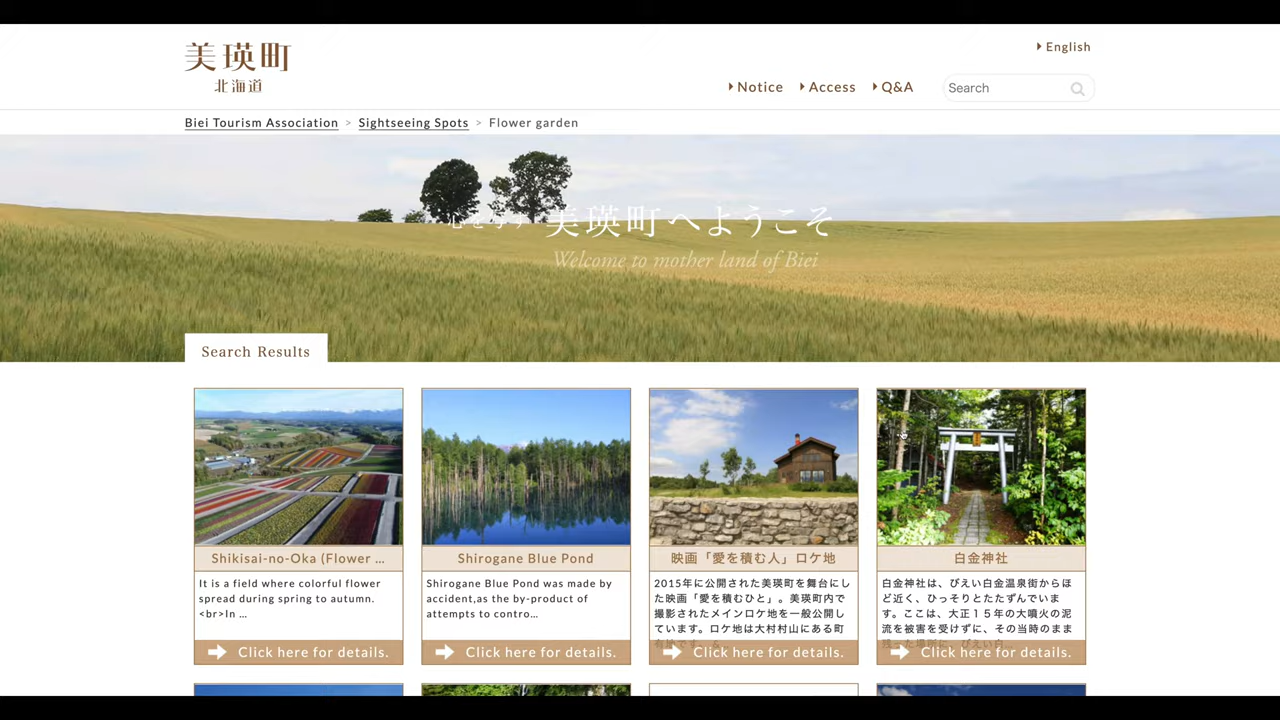 美瑛町
北海道
English
Notice
Access
Q&A
Search
Biei Tourism Association > Sightseeing Spots > Flower garden
美瑛町へようこそ
Welcome to mother land of Biei
Search Results
Shikisai-no-Oka (Flower ...
It is a field where colorful flower
spread during spring to autumn.
<br>In ...
Click here for details.
Shirogane Blue Pond
Shirogane Blue Pond was made by
accident,as the by-product of
attempts to contro...
Click here for details.
映画「愛を積む人」ロケ地
2015年に公開された美瑛町を舞台にし
た映画「愛を積むひと」。美瑛町内で
撮影されたメインロケ地を一般公開し
ています。ロケ地は大村村山にある町
Click here for details.
白金神社
白金神社は、びえい白金温泉街からほ
ど近く、ひっそりとたたずんでいま
す。ここは、大正１５年の大噴火の泥
流を被害を受けずに、その当時のまま
Click here for details.